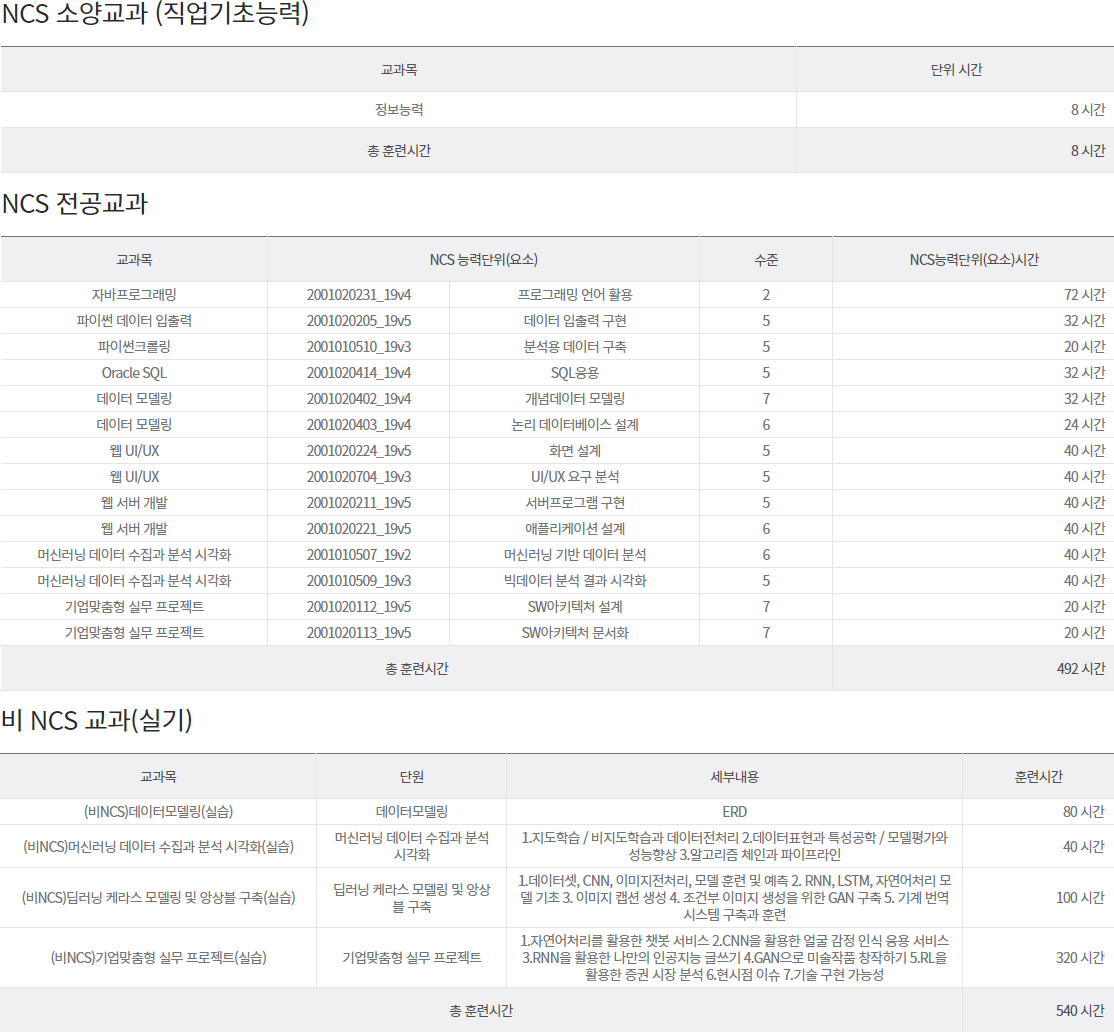 NCS 소양교과 (직업기초능력)
교과목 단위 시간
정보능력 8 시간
총 훈련시간 8 시간
NCS 전공교과
교과목 NCS 능력단위(요소) 수준 NCS능력단위(요소)시간
자바프로그래밍 2001020231_19v4 프로그래밍 언어 활용 2 72 시간
파이썬 데이터 입출력 2001020205_19v5 데이터 입출력 구현 5 32 시간
파이썬크롤링 2001010510_19v3 분석용 데이터 구축 5 20 시간
Oracle SQL 2001020414_19v4 SQL응용 5 32 시간
데이터 모델링 2001020402_19v4 개념데이터 모델링 7 32 시간
데이터 모델링 2001020403_19v4 논리 데이터베이스 설계 6 24 시간
웹 UI/UX 2001020224_19v5 화면 설계 5 40 시간
웹 UI/UX 2001020704_19v3 UI/UX 요구 분석 5 40 시간
웹 서버 개발 2001020211_19v5 서버프로그램 구현 5 40 시간
웹 서버 개발 2001020221_19v5 애플리케이션 설계 6 40 시간
머신러닝 데이터 수집과 분석 시각화 2001010507_19v2 머신러닝 기반 데이터 분석 6 40 시간
머신러닝 데이터 수집과 분석 시각화 2001010509_19v3 빅데이터 분석 결과 시각화 5 40 시간
기업맞춤형 실무 프로젝트 2001020112_19v5 SW아키텍처 설계 7 20 시간
기업맞춤형 실무 프로젝트 2001020113_19v5 SW아키텍처 문서화 7 20 시간
총 훈련시간 492 시간
비 NCS 교과(실기)
교과목 단원 세부내용 훈련시간
(비NCS)데이터모델링(실습) 데이터모델링 ERD 80 시간
(비NCS)머신러닝 데이터 수집과 분석 시각화(실습)
머신러닝 데이터 수집과 분석
시각화
1.지도학습 / 비지도학습과 데이터전처리 2.데이터표현과 특성공학 / 모델평가와
성능향상 3.알고리즘 체인과 파이프라인
40 시간
(비NCS)딥러닝 케라스 모델링 및 앙상블 구축(실습)
딥러닝 케라스 모델링 및 앙상
블 구축
1.데이터셋, CNN, 이미지전처리, 모델 훈련 및 예측 2. RNN, LSTM, 자연어처리 모
델 기초 3. 이미지 캡션 생성 4. 조건부 이미지 생성을 위한 GAN 구축 5. 기계 번역
시스템 구축과 훈련
100 시간
(비NCS)기업맞춤형 실무 프로젝트(실습)
기업맞춤형 실무 프로젝트
1.자연어처리를 활용한 챗봇 서비스 2.CNN을 활용한 얼굴 감정 인식 응용 서비스
3.RNN을 활용한 나만의 인공지능 글쓰기 4.GAN으로 미술작품 창작하기 5.RL을
활용한 증권 시장 분석 6.현시점 이슈 7.기술 구현 가능성
320 시간
총 훈련시간 540 시간